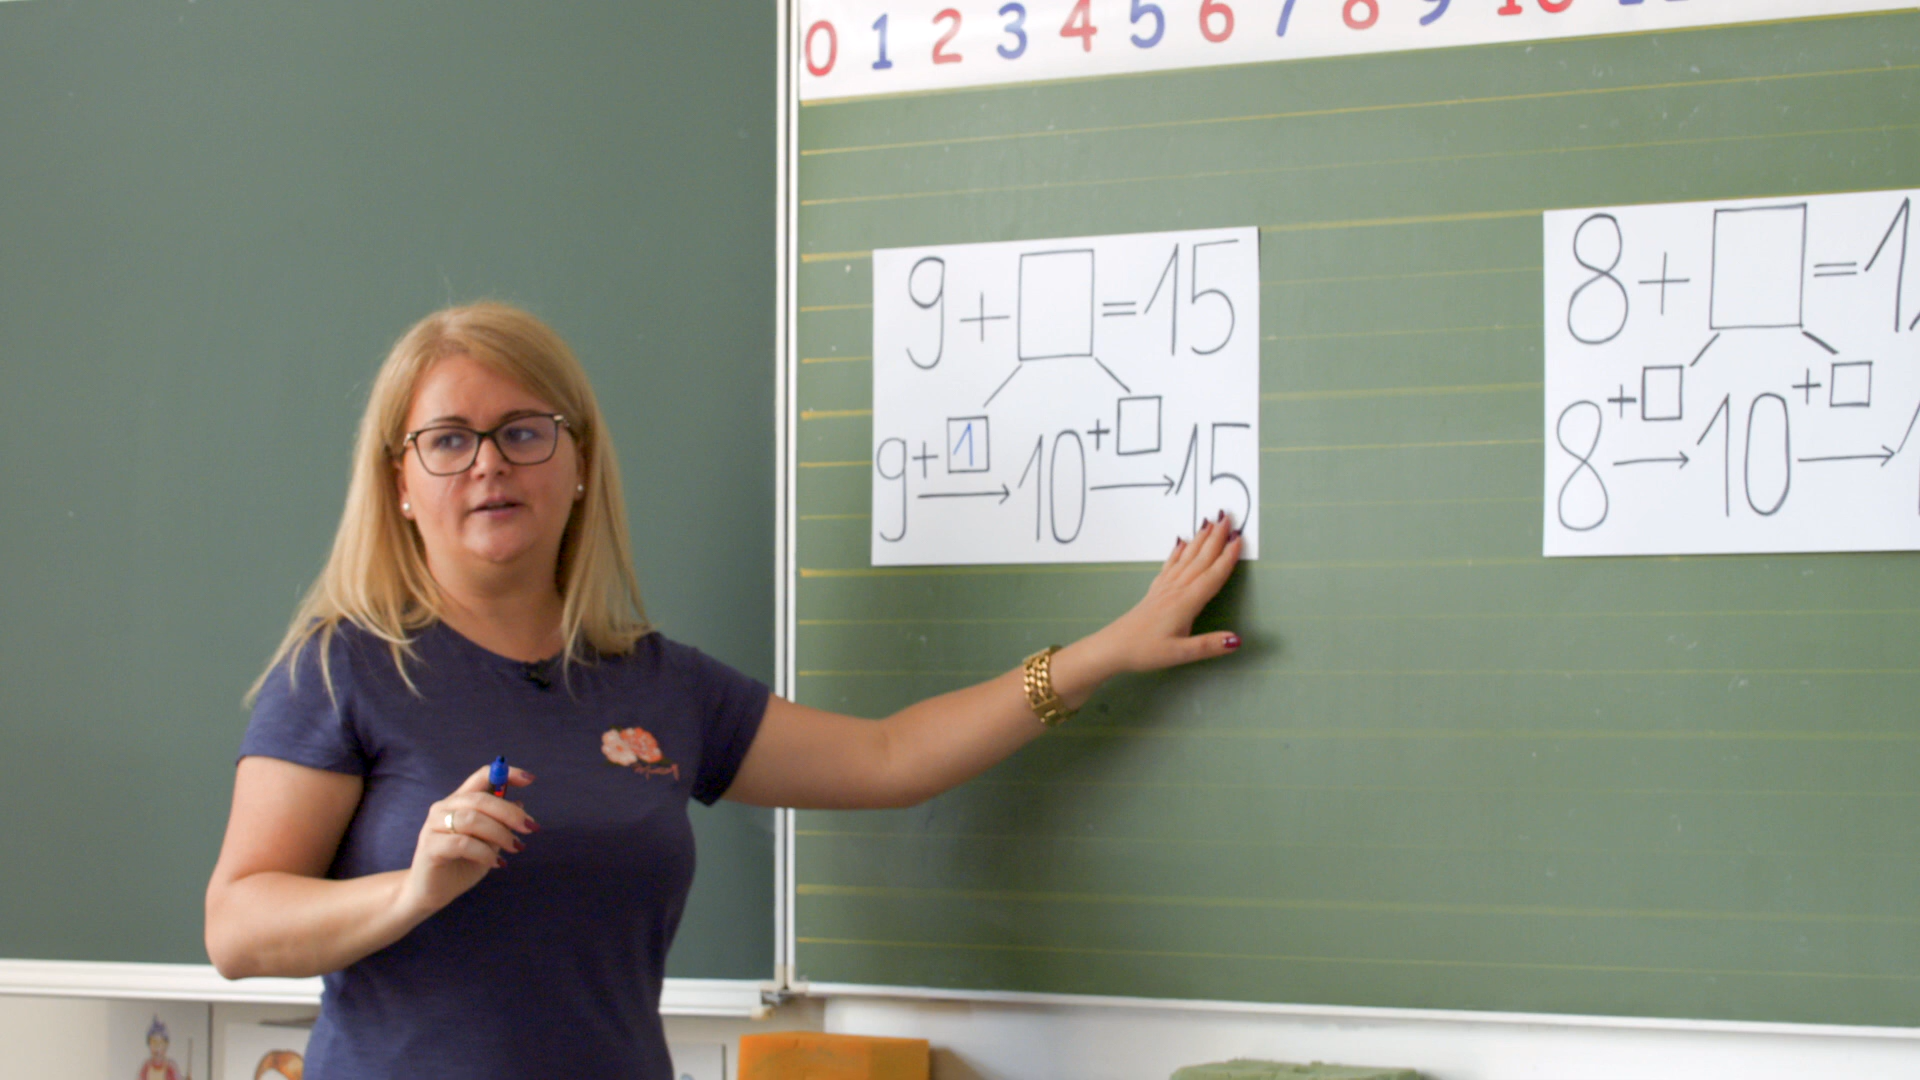 0 1 2 3 4 5 6 7 8 9 10
9 + □ = 15
9 +1→ 10 +□→ 15
8 + □ = 1
8 +□→ 10 +□→ 1